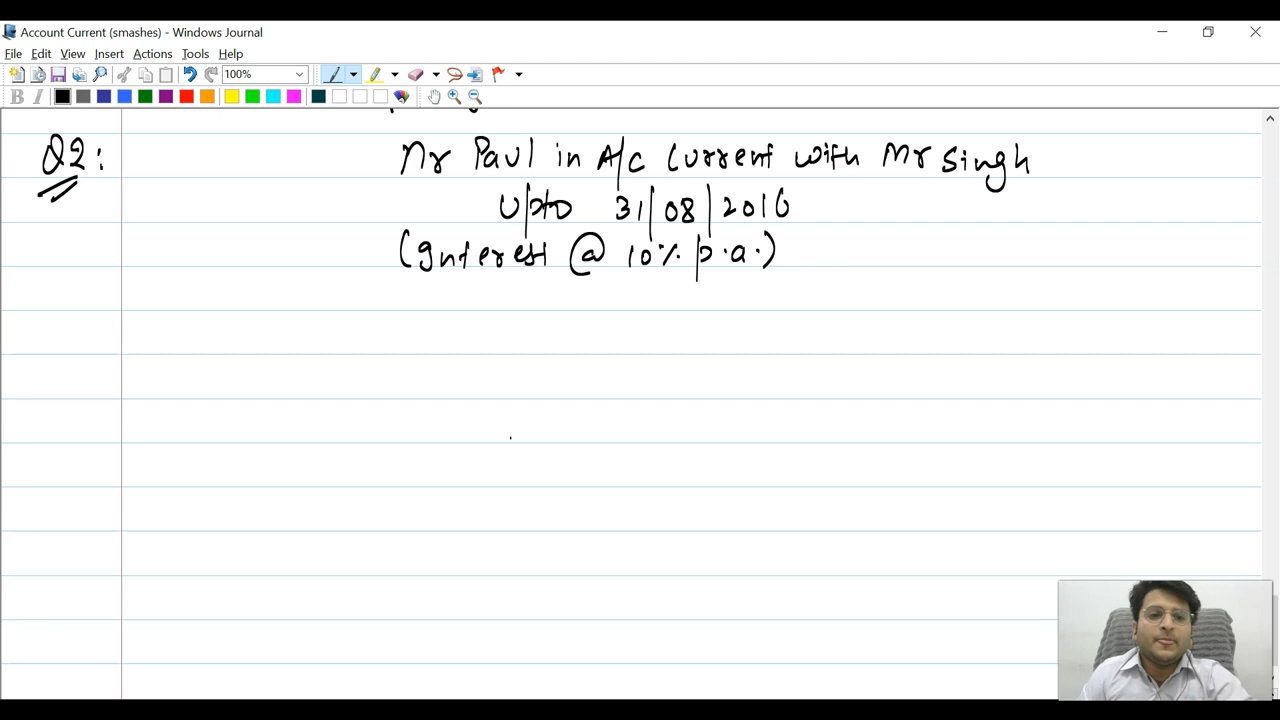 Account Current (smashes) - Windows Journal
File Edit View Insert Actions Tools Help
100%
B I
Q2:
Mr Paul in A/c Current with Mr Singh
Upto 31/08/2016
(Interest @ 10% p.a.)